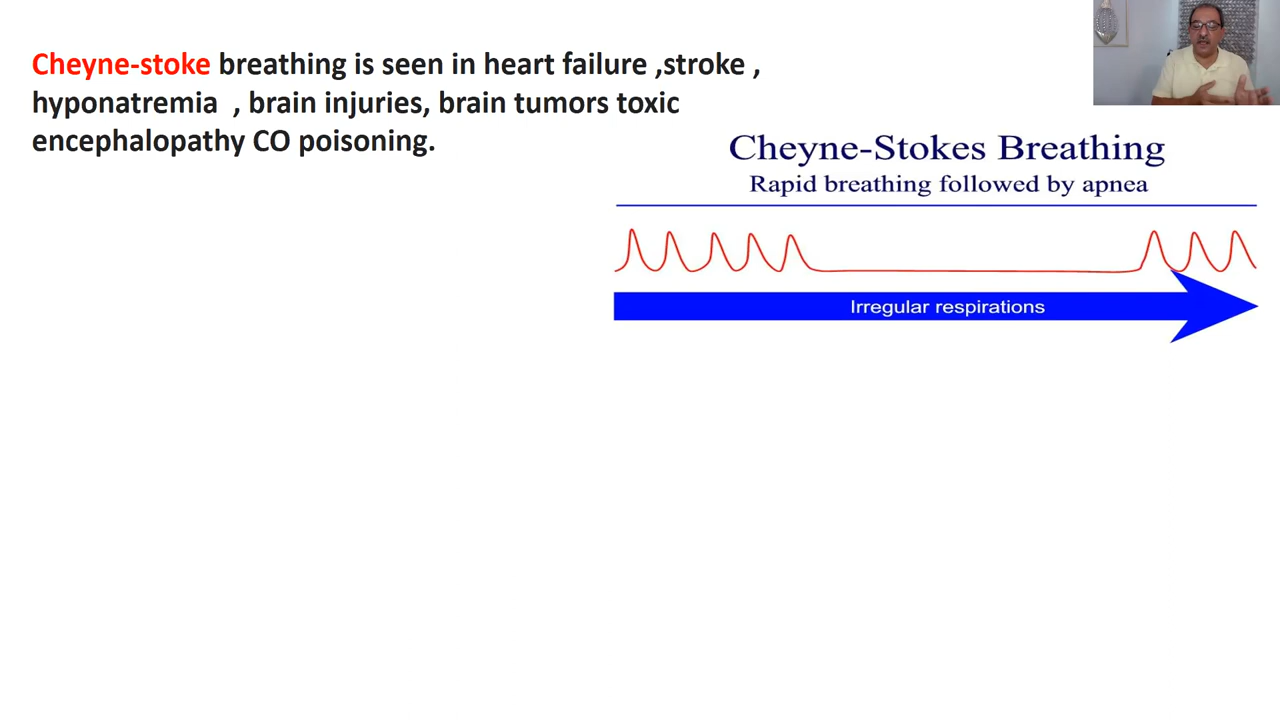 Cheyne-stoke breathing is seen in heart failure ,stroke ,
hyponatremia , brain injuries, brain tumors toxic
encephalopathy CO poisoning.
Cheyne-Stokes Breathing
Rapid breathing followed by apnea
Irregular respirations